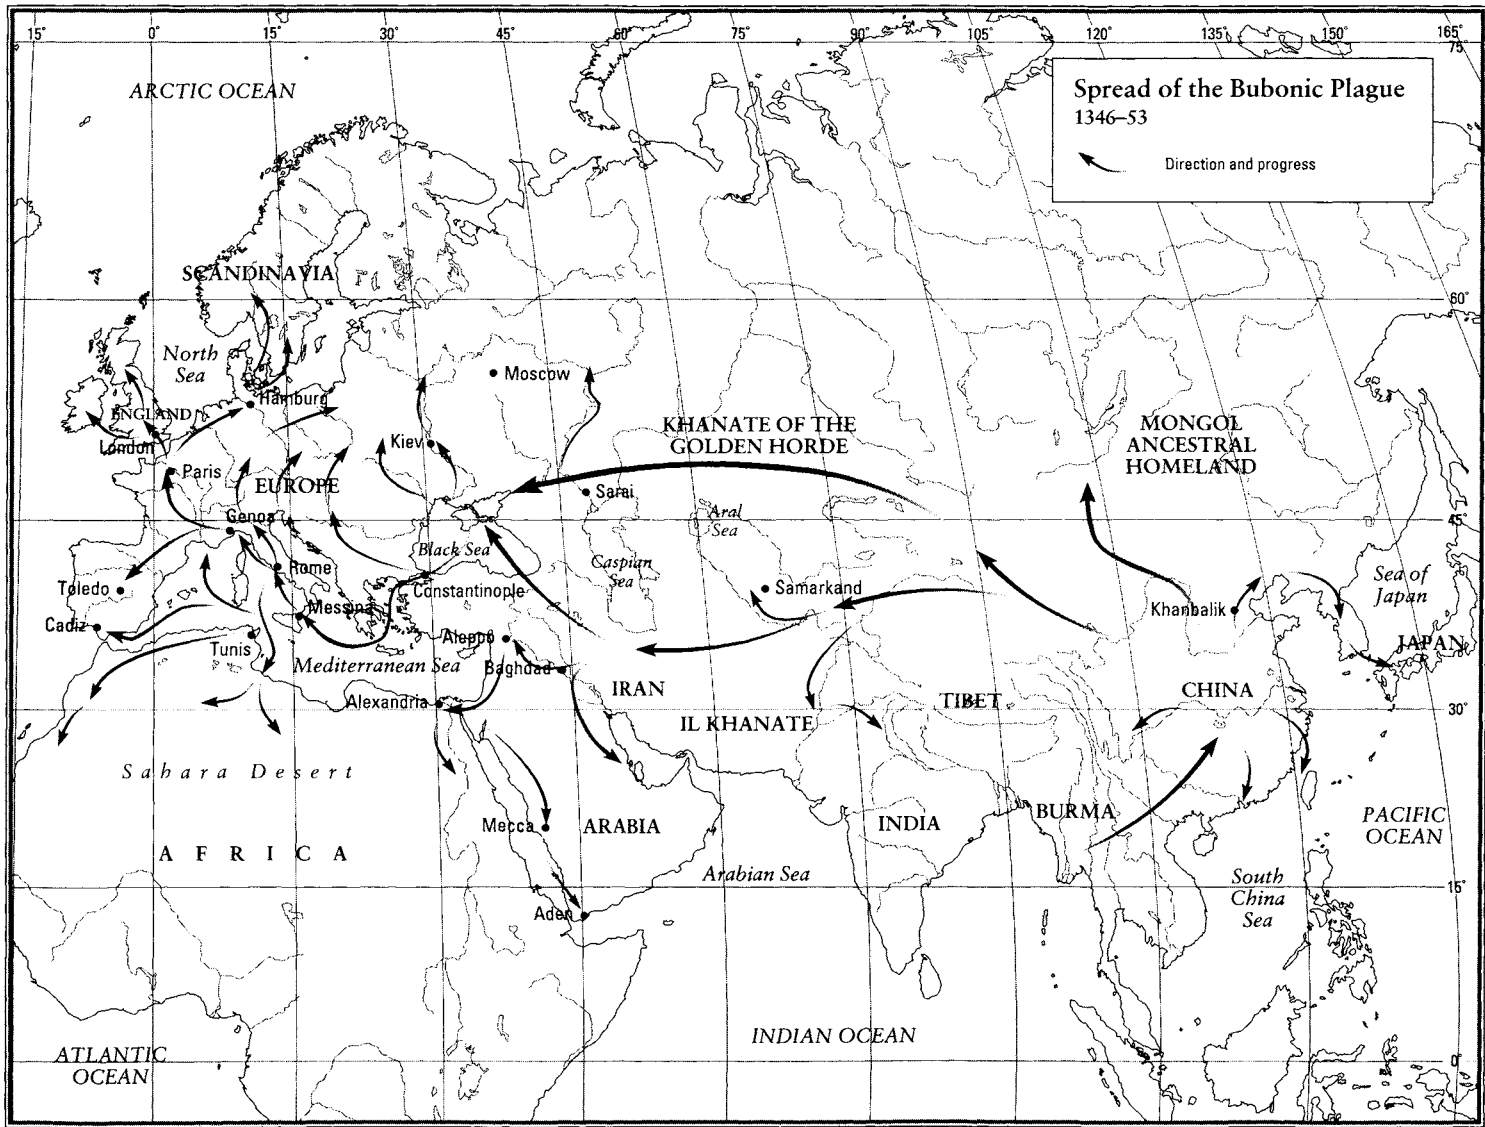 15° 0° 15° 30° 45° 60° 75° 90° 105° 120° 135° 150° 165°
75°
ARCTIC OCEAN
Spread of the Bubonic Plague
1346–53
Direction and progress
SCANDINAVIA
60°
North
Sea
Moscow
Hamburg
ENGLAND
London
Kiev
KHANATE OF THE
GOLDEN HORDE
MONGOL
ANCESTRAL
HOMELAND
Paris
EUROPE
Sarai
Genoa
45°
Aral
Sea
Black Sea
Caspian
Sea
Rome
Toledo
Constantinople
Samarkand
Khanbalik
Sea of
Japan
Messina
Cadiz
Tunis
Aleppo
JAPAN
Mediterranean Sea
Baghdad
Alexandria
IRAN
TIBET
CHINA
30°
IL KHANATE
Sahara Desert
Mecca
ARABIA
INDIA
BURMA
PACIFIC
OCEAN
AFRICA
Arabian Sea
South
China
Sea
15°
Aden
INDIAN OCEAN
ATLANTIC
OCEAN
0°